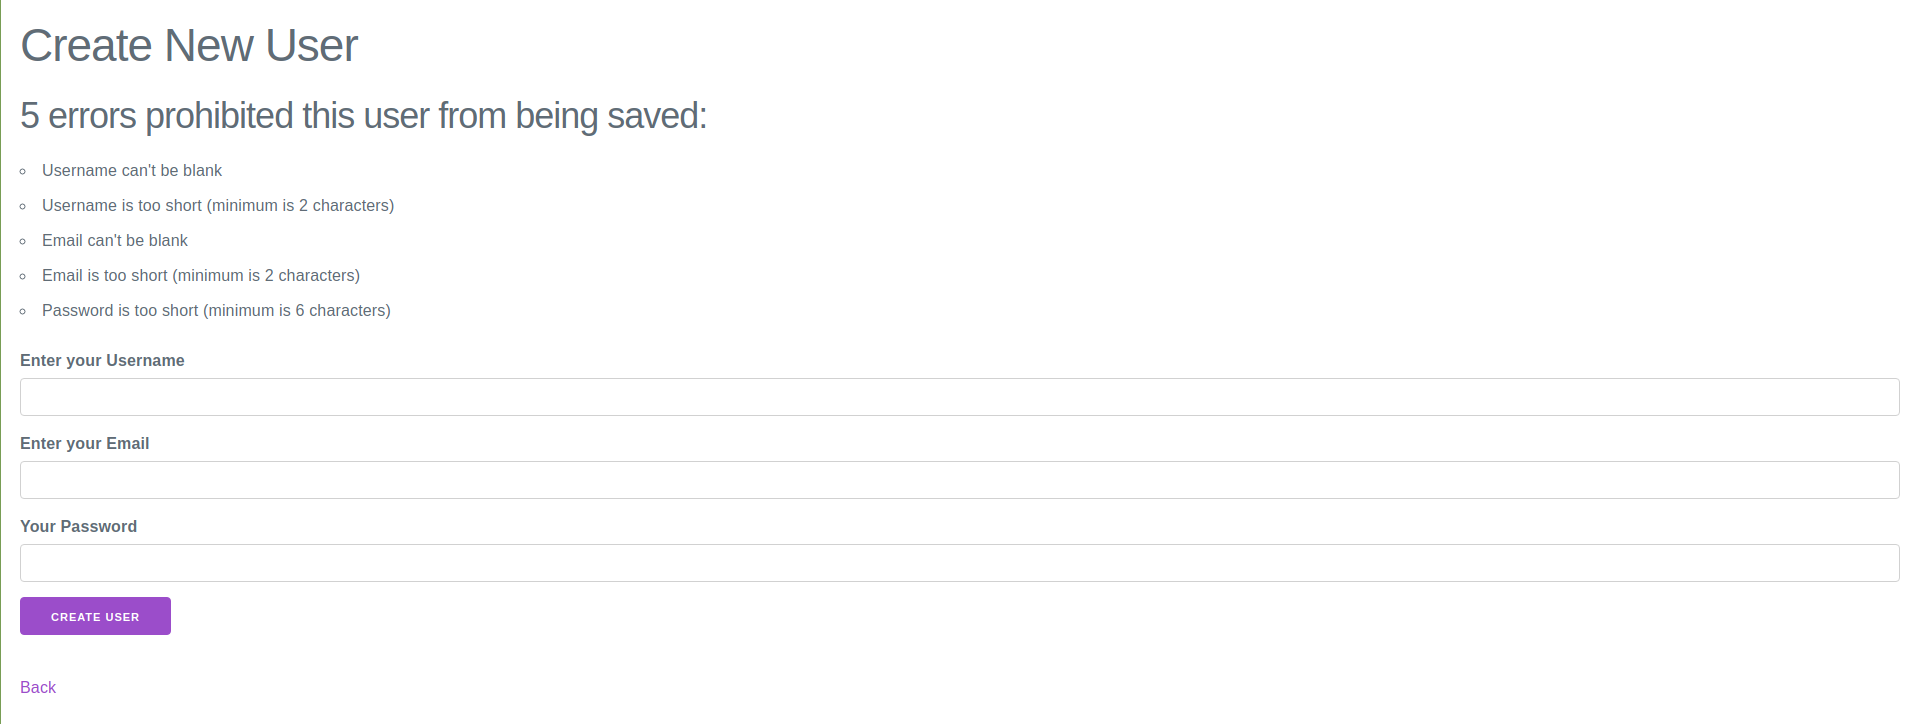 Create New User
5 errors prohibited this user from being saved:
Username can't be blank
Username is too short (minimum is 2 characters)
Email can't be blank
Email is too short (minimum is 2 characters)
Password is too short (minimum is 6 characters)
Enter your Username
Enter your Email
Your Password
CREATE USER
Back